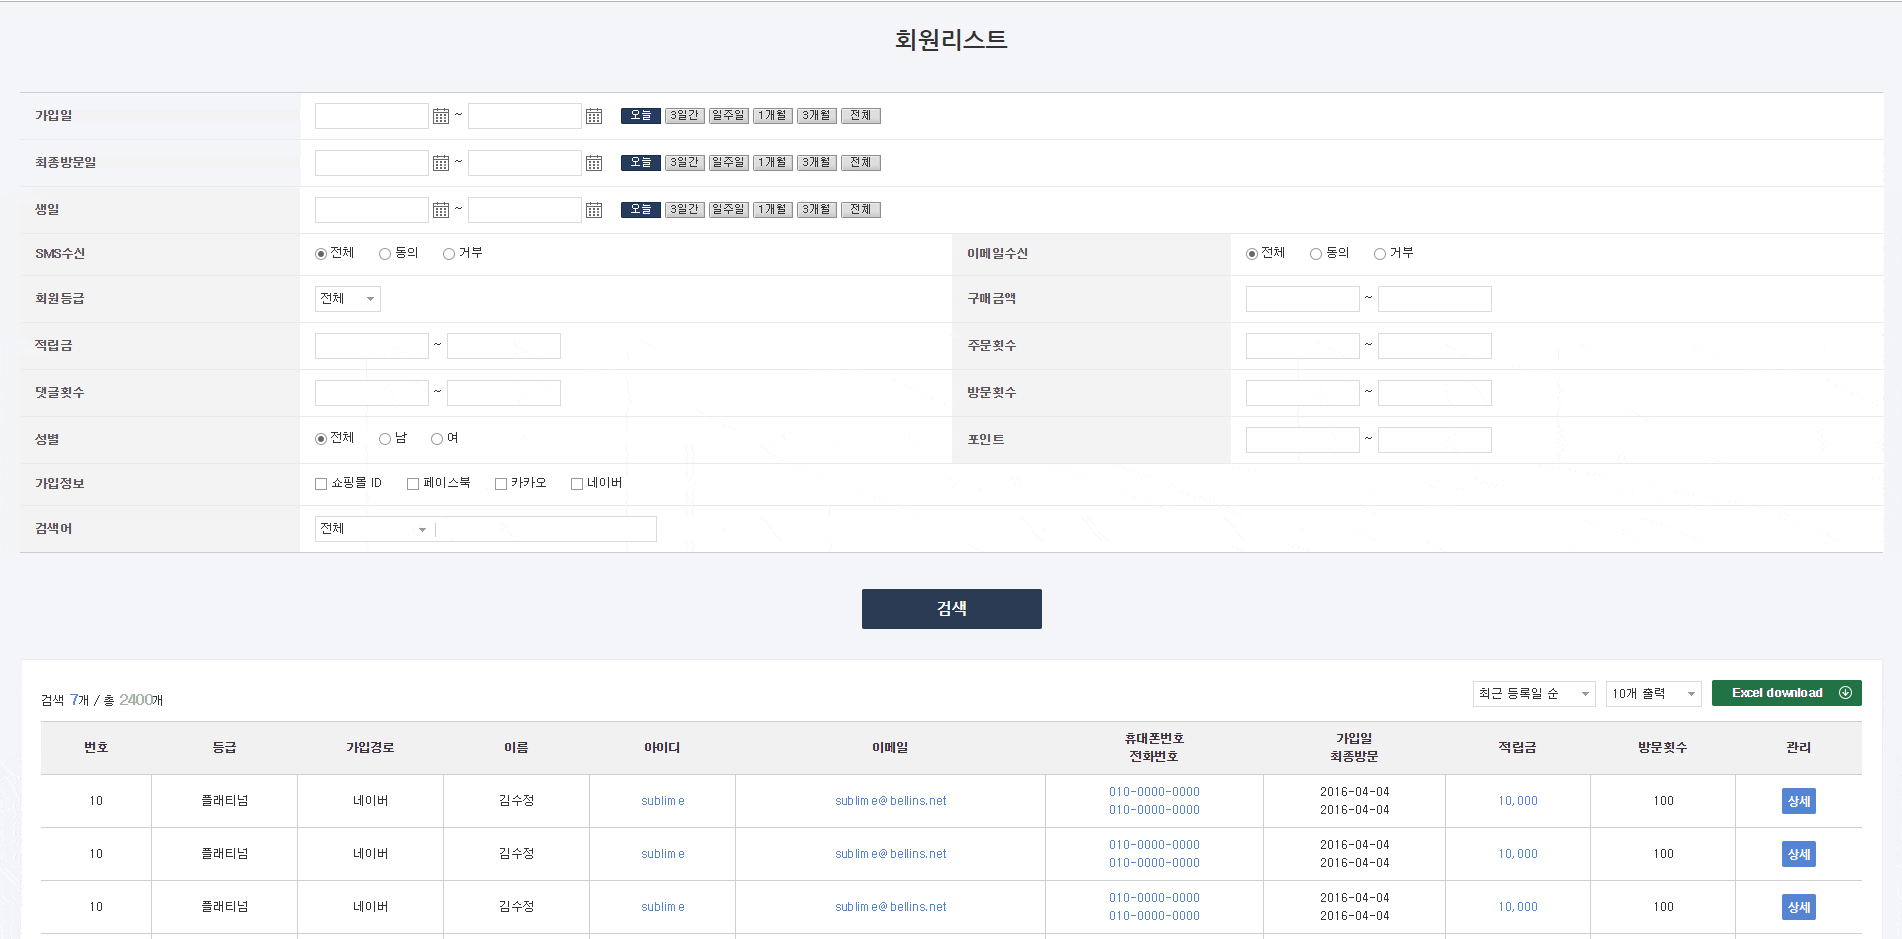 회원리스트
가입일 ~ 오늘 3일간 일주일 1개월 3개월 전체
최종방문일 ~ 오늘 3일간 일주일 1개월 3개월 전체
생일 ~ 오늘 3일간 일주일 1개월 3개월 전체
SMS수신 전체 동의 거부 이메일수신 전체 동의 거부
회원등급 전체 구매금액 ~
적립금 ~ 주문횟수 ~
댓글횟수 ~ 방문횟수 ~
성별 전체 남 여 포인트 ~
가입정보 쇼핑몰 ID 페이스북 카카오 네이버
검색어 전체
검색
검색 7개 / 총 2400개 최근 등록일 순 10개 출력 Excel download
번호 등급 가입경로 이름 아이디 이메일 휴대폰번호 전화번호 가입일 최종방문 적립금 방문횟수 관리
10 플래티넘 네이버 김수정 sublime sublime@bellins.net 010-0000-0000 010-0000-0000 2016-04-04 2016-04-04 10,000 100 상세
10 플래티넘 네이버 김수정 sublime sublime@bellins.net 010-0000-0000 010-0000-0000 2016-04-04 2016-04-04 10,000 100 상세
10 플래티넘 네이버 김수정 sublime sublime@bellins.net 010-0000-0000 010-0000-0000 2016-04-04 2016-04-04 10,000 100 상세